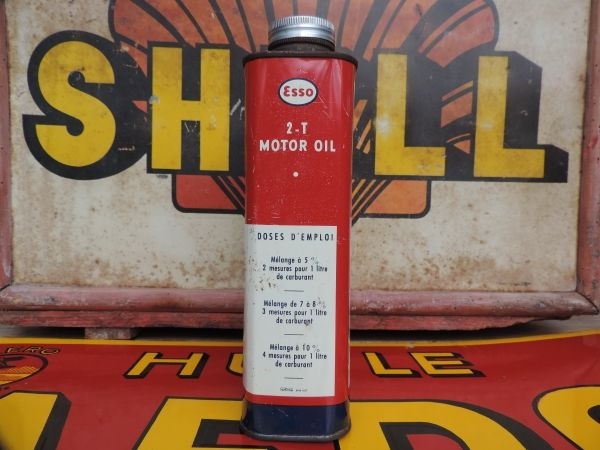 SHELL
Esso
2-T
MOTOR OIL
DOSES D'EMPLOI
Mélange à 5 %
2 mesures pour 1 litre
de carburant
Mélange de 7 à 8 %
3 mesures pour 1 litre
de carburant
Mélange à 10 %
4 mesures pour 1 litre
de carburant